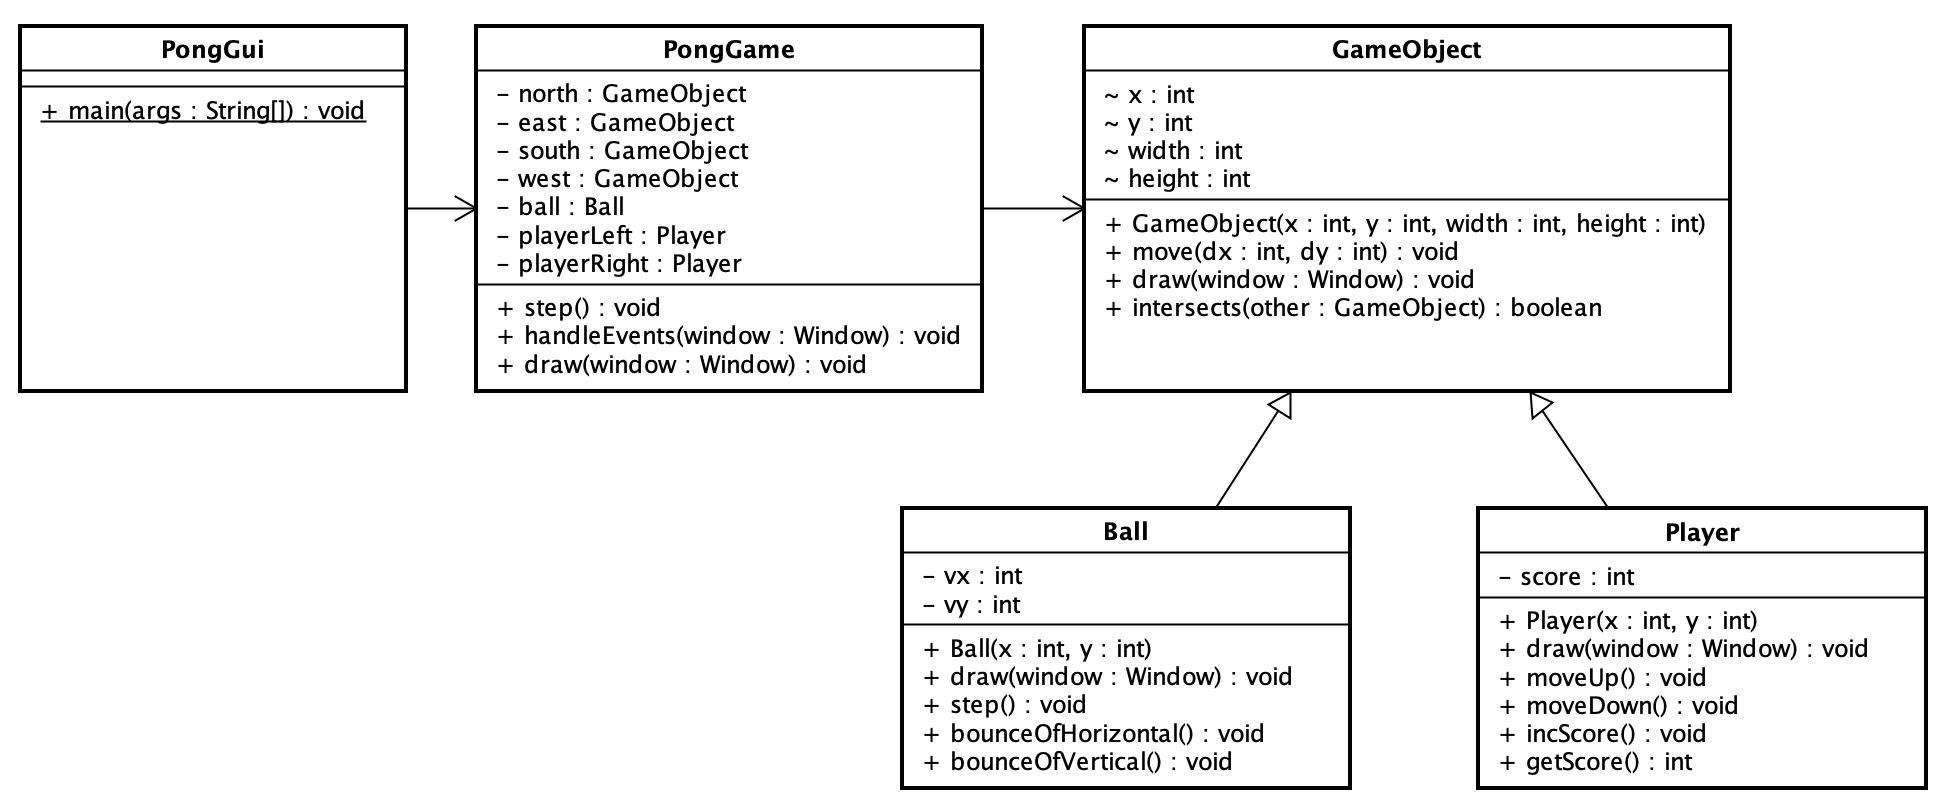 PongGui
+ main(args : String[]) : void
PongGame
- north : GameObject
- east : GameObject
- south : GameObject
- west : GameObject
- ball : Ball
- playerLeft : Player
- playerRight : Player
+ step() : void
+ handleEvents(window : Window) : void
+ draw(window : Window) : void
GameObject
~ x : int
~ y : int
~ width : int
~ height : int
+ GameObject(x : int, y : int, width : int, height : int)
+ move(dx : int, dy : int) : void
+ draw(window : Window) : void
+ intersects(other : GameObject) : boolean
Ball
- vx : int
- vy : int
+ Ball(x : int, y : int)
+ draw(window : Window) : void
+ step() : void
+ bounceOfHorizontal() : void
+ bounceOfVertical() : void
Player
- score : int
+ Player(x : int, y : int)
+ draw(window : Window) : void
+ moveUp() : void
+ moveDown() : void
+ incScore() : void
+ getScore() : int